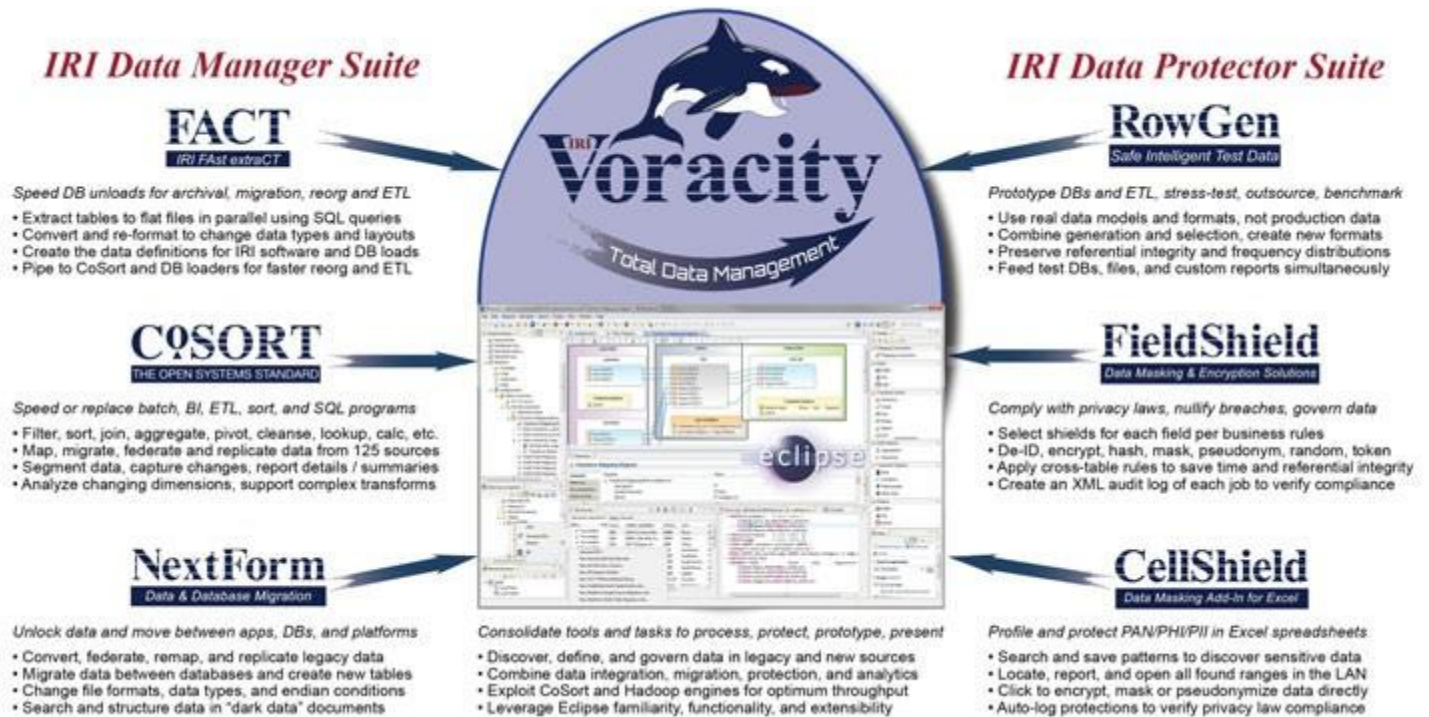 IRI Data Manager Suite
FACT
IRI FAst extraCT
Speed DB unloads for archival, migration, reorg and ETL
• Extract tables to flat files in parallel using SQL queries
• Convert and re-format to change data types and layouts
• Create the data definitions for IRI software and DB loads
• Pipe to CoSort and DB loaders for faster reorg and ETL
CoSORT
THE OPEN SYSTEMS STANDARD
Speed or replace batch, BI, ETL, sort, and SQL programs
• Filter, sort, join, aggregate, pivot, cleanse, lookup, calc, etc.
• Map, migrate, federate and replicate data from 125 sources
• Segment data, capture changes, report details / summaries
• Analyze changing dimensions, support complex transforms
NextForm
Data & Database Migration
Unlock data and move between apps, DBs, and platforms
• Convert, federate, remap, and replicate legacy data
• Migrate data between databases and create new tables
• Change file formats, data types, and endian conditions
• Search and structure data in "dark data" documents
IRI
Voracity
Total Data Management
eclipse
Consolidate tools and tasks to process, protect, prototype, present
• Discover, define, and govern data in legacy and new sources
• Combine data integration, migration, protection, and analytics
• Exploit CoSort and Hadoop engines for optimum throughput
• Leverage Eclipse familiarity, functionality, and extensibility
IRI Data Protector Suite
RowGen
Safe Intelligent Test Data
Prototype DBs and ETL, stress-test, outsource, benchmark
• Use real data models and formats, not production data
• Combine generation and selection, create new formats
• Preserve referential integrity and frequency distributions
• Feed test DBs, files, and custom reports simultaneously
FieldShield
Data Masking & Encryption Solutions
Comply with privacy laws, nullify breaches, govern data
• Select shields for each field per business rules
• De-ID, encrypt, hash, mask, pseudonym, random, token
• Apply cross-table rules to save time and referential integrity
• Create an XML audit log of each job to verify compliance
CellShield
Data Masking Add-In for Excel
Profile and protect PAN/PHI/PII in Excel spreadsheets
• Search and save patterns to discover sensitive data
• Locate, report, and open all found ranges in the LAN
• Click to encrypt, mask or pseudonymize data directly
• Auto-log protections to verify privacy law compliance